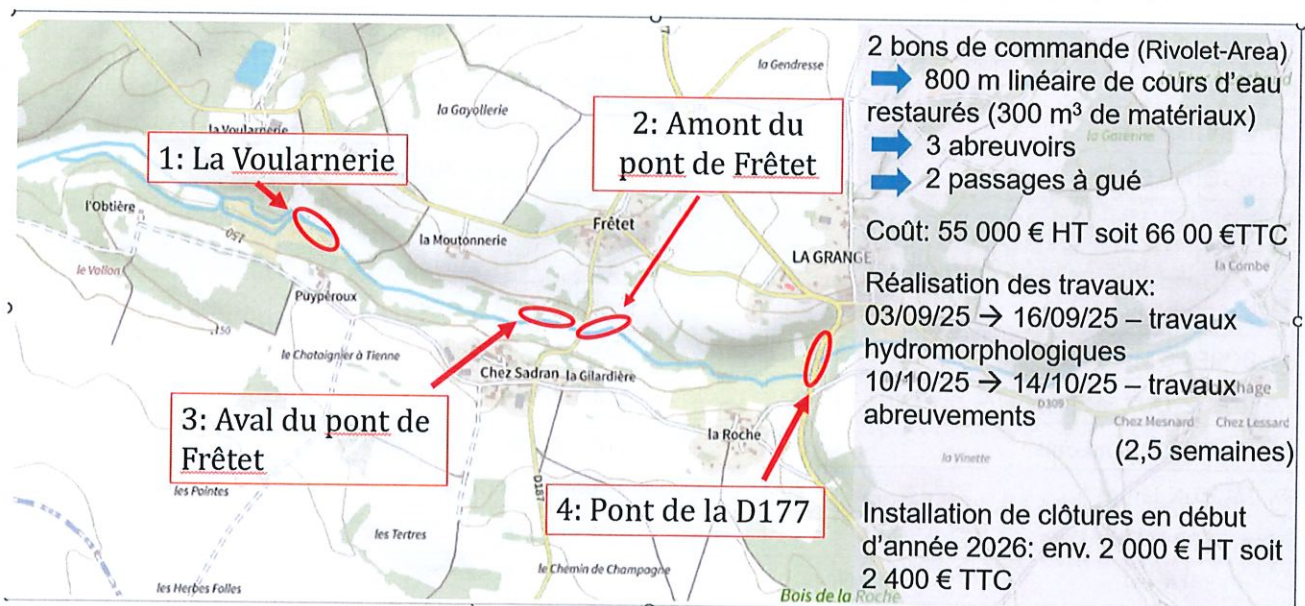 la Gendresse
la Gayollerie
la Voularnerie
1: La Voularnerie
2: Amont du
pont de Frêtet
l'Obtière
150
la Moutonnerie
Frêtet
LA GRANGE
le Vallon
Puypéroux
150
le Chataignier à Tienne
Chez Sadran
la Gilardière
3: Aval du pont de
Frêtet
la Roche
4: Pont de la D177
les Pointes
D187
les Tertres
le Chemin de Champagne
les Herbes Folles
Bois de la Roche
2 bons de commande (Rivolet-Area)
800 m linéaire de cours d'eau
restaurés (300 m³ de matériaux)
la Garenne
3 abreuvoirs
2 passages à gué
Coût: 55 000 € HT soit 66 00 €TTC
la Combe
Réalisation des travaux:
03/09/25 → 16/09/25 – travaux
hydromorphologiques
10/10/25 → 14/10/25 – travaux
abreuvements
D309
Chez Mesnard
Chez Lessard
(2,5 semaines)
la Vinette
Installation de clôtures en début
d'année 2026: env. 2 000 € HT soit
2 400 € TTC